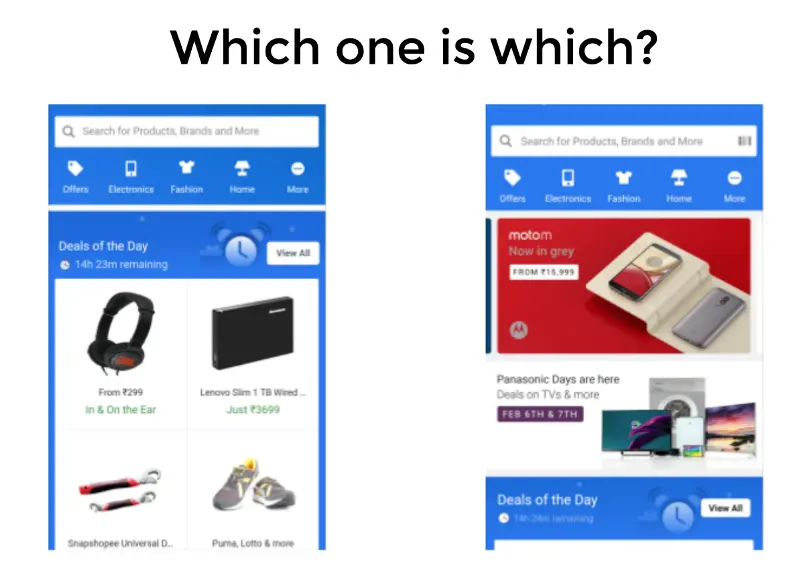 Which one is which?
Search for Products, Brands and More
Offers Electronics Fashion Home More
Deals of the Day
14h 23m remaining
View All
From ₹299
In & On the Ear
Lenovo Slim 1 TB Wired ...
Just ₹3699
Snapshopee Universal D...
Puma, Lotto & more
Search for Products, Brands and More
Offers Electronics Fashion Home More
moto m
Now in grey
FROM ₹15,999
Panasonic Days are here
Deals on TVs & more
FEB 6TH & 7TH
Deals of the Day
14h 24m remaining
View All